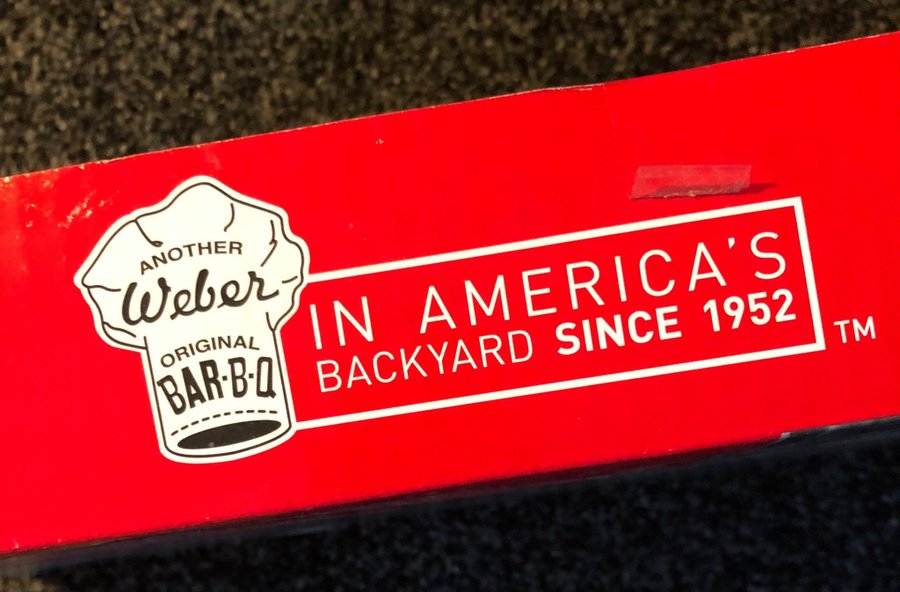 ANOTHER
Weber
ORIGINAL
BAR-B-Q
IN AMERICA'S
BACKYARD SINCE 1952
TM